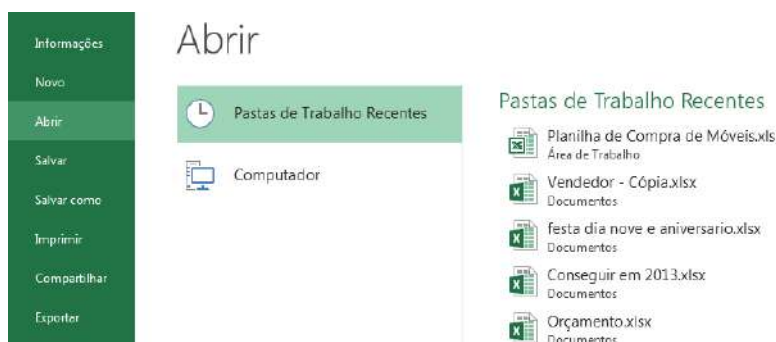 Informações
Novo
Abrir
Salvar
Salvar como
Imprimir
Compartilhar
Exportar
Abrir
Pastas de Trabalho Recentes
Computador
Pastas de Trabalho Recentes
Planilha de Compra de Móveis.xls
Área de Trabalho
Vendedor - Cópia.xlsx
Documentos
festa dia nove e aniversario.xlsx
Documentos
Conseguir em 2013.xlsx
Documentos
Orçamento.xlsx
Documentos